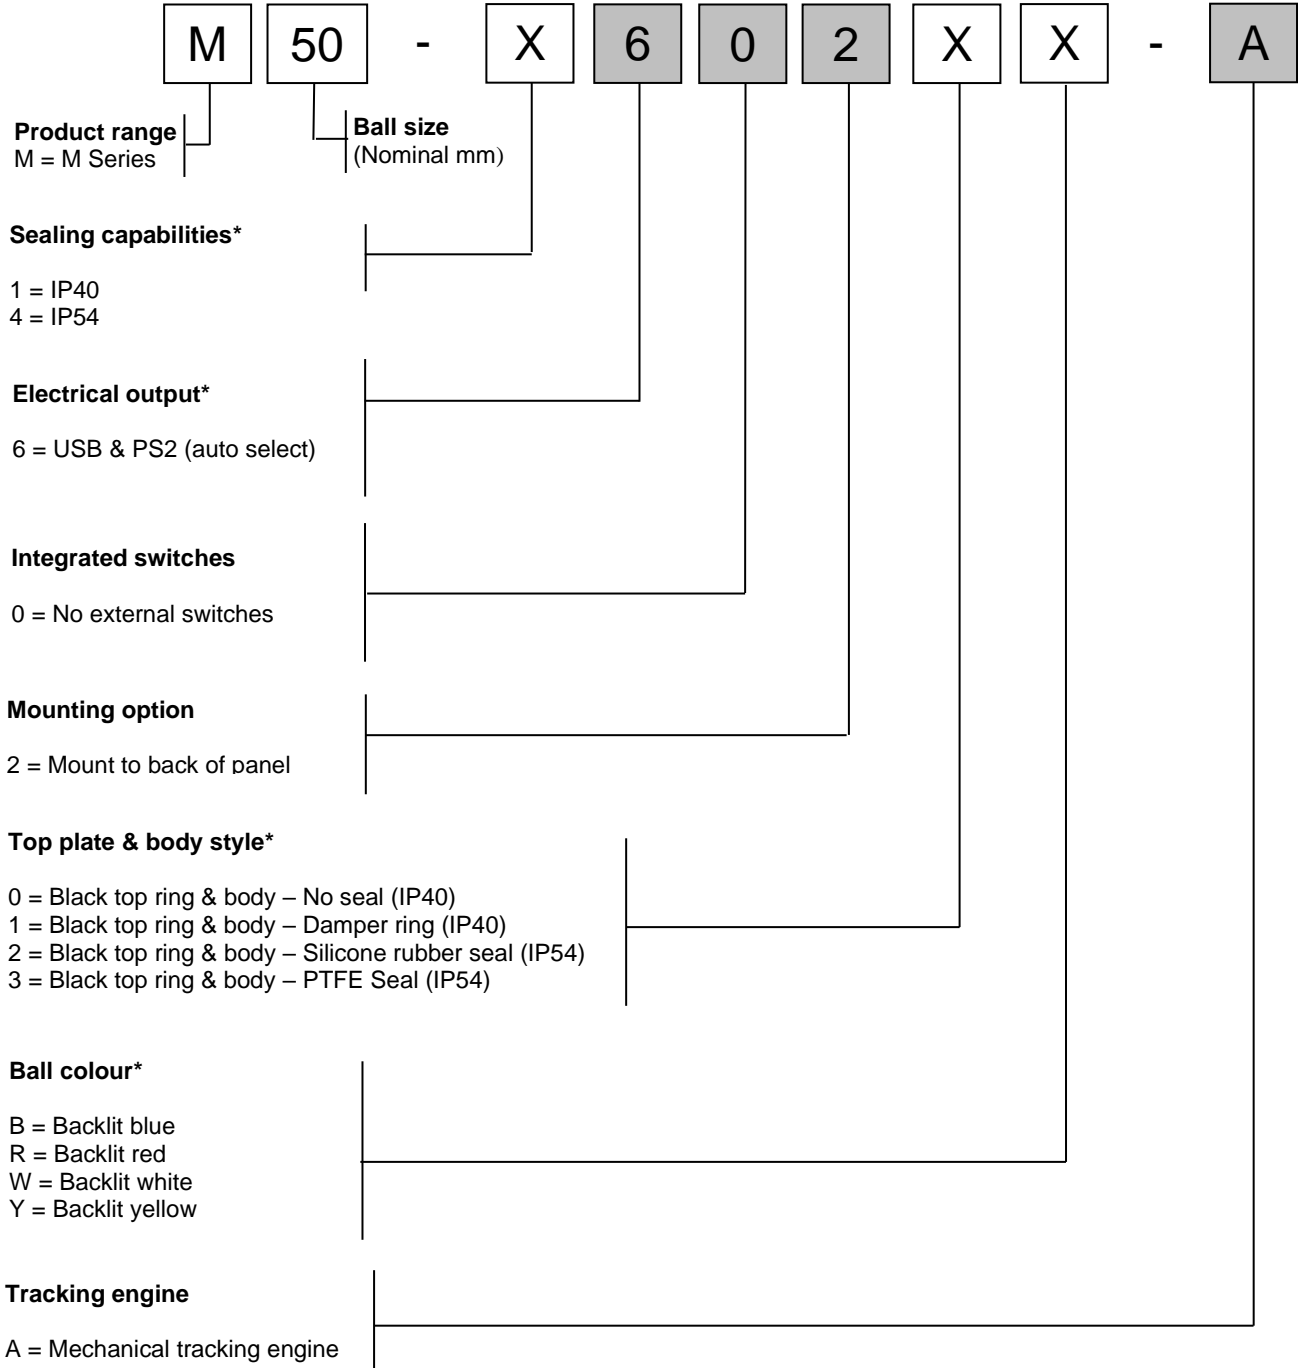 M 50 - X 6 0 2 X X - A
Product range
M = M Series
Ball size
(Nominal mm)
Sealing capabilities*
1 = IP40
4 = IP54
Electrical output*
6 = USB & PS2 (auto select)
Integrated switches
0 = No external switches
Mounting option
2 = Mount to back of panel
Top plate & body style*
0 = Black top ring & body – No seal (IP40)
1 = Black top ring & body – Damper ring (IP40)
2 = Black top ring & body – Silicone rubber seal (IP54)
3 = Black top ring & body – PTFE Seal (IP54)
Ball colour*
B = Backlit blue
R = Backlit red
W = Backlit white
Y = Backlit yellow
Tracking engine
A = Mechanical tracking engine